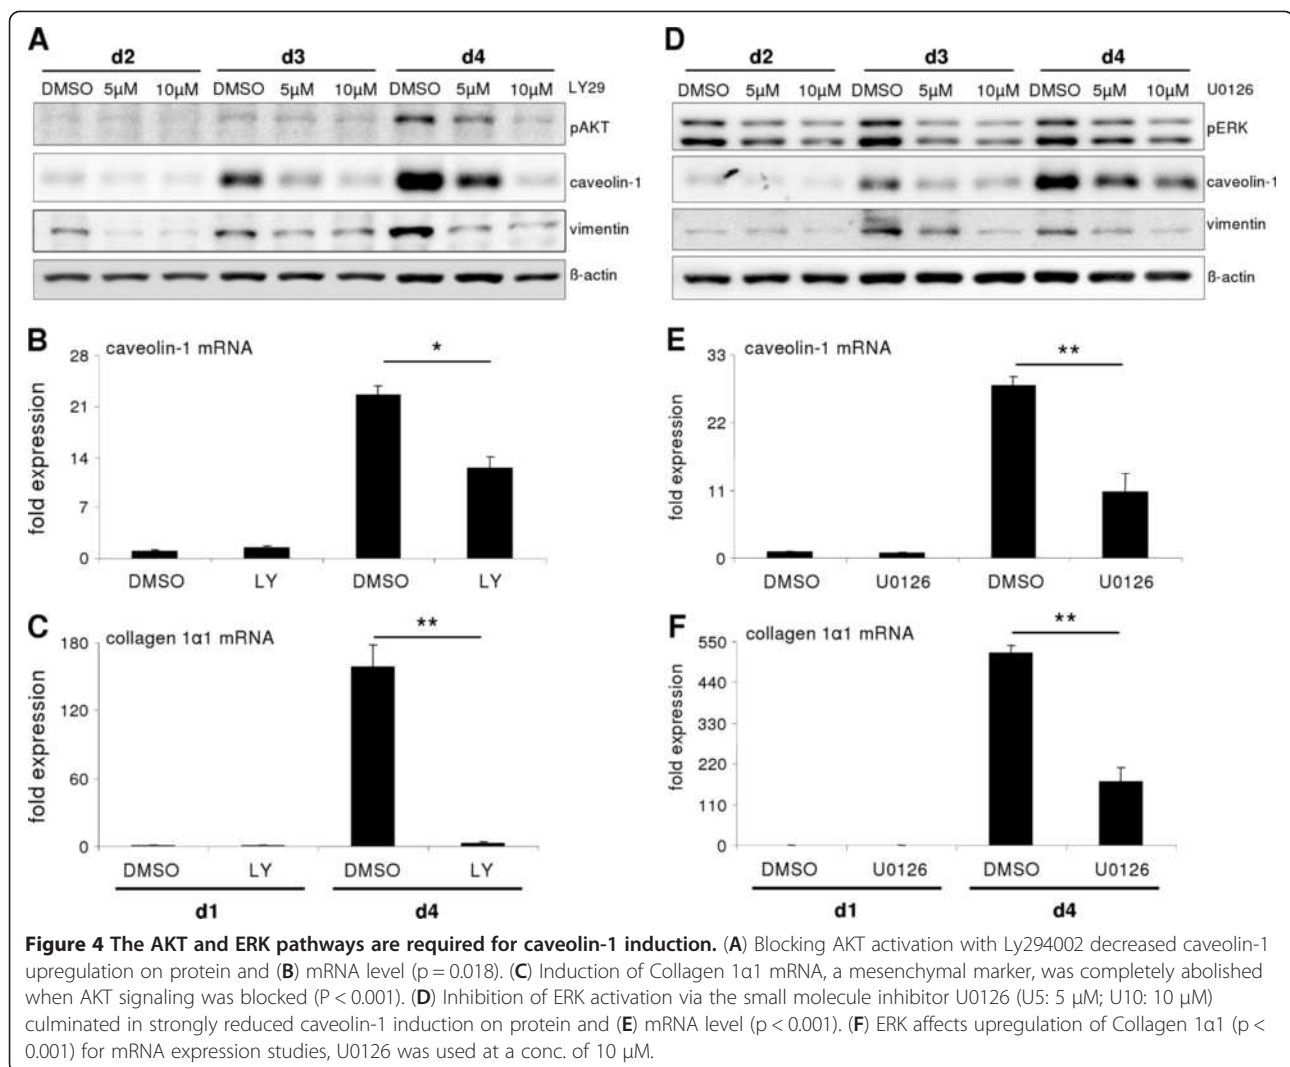 A
d2 d3 d4
DMSO 5µM 10µM DMSO 5µM 10µM DMSO 5µM 10µM LY29
pAKT
caveolin-1
vimentin
ß-actin
D
d2 d3 d4
DMSO 5µM 10µM DMSO 5µM 10µM DMSO 5µM 10µM U0126
pERK
caveolin-1
vimentin
ß-actin
B
caveolin-1 mRNA
fold expression
28
21
14
7
0
*
DMSO LY DMSO LY
E
caveolin-1 mRNA
fold expression
33
22
11
0
**
DMSO U0126 DMSO U0126
C
collagen 1α1 mRNA
fold expression
180
120
60
0
**
DMSO LY DMSO LY
d1 d4
F
collagen 1α1 mRNA
fold expression
550
440
330
220
110
0
**
DMSO U0126 DMSO U0126
d1 d4
Figure 4 The AKT and ERK pathways are required for caveolin-1 induction. (A) Blocking AKT activation with Ly294002 decreased caveolin-1
upregulation on protein and (B) mRNA level (p = 0.018). (C) Induction of Collagen 1α1 mRNA, a mesenchymal marker, was completely abolished
when AKT signaling was blocked (P < 0.001). (D) Inhibition of ERK activation via the small molecule inhibitor U0126 (U5: 5 µM; U10: 10 µM)
culminated in strongly reduced caveolin-1 induction on protein and (E) mRNA level (p < 0.001). (F) ERK affects upregulation of Collagen 1α1 (p <
0.001) for mRNA expression studies, U0126 was used at a conc. of 10 µM.